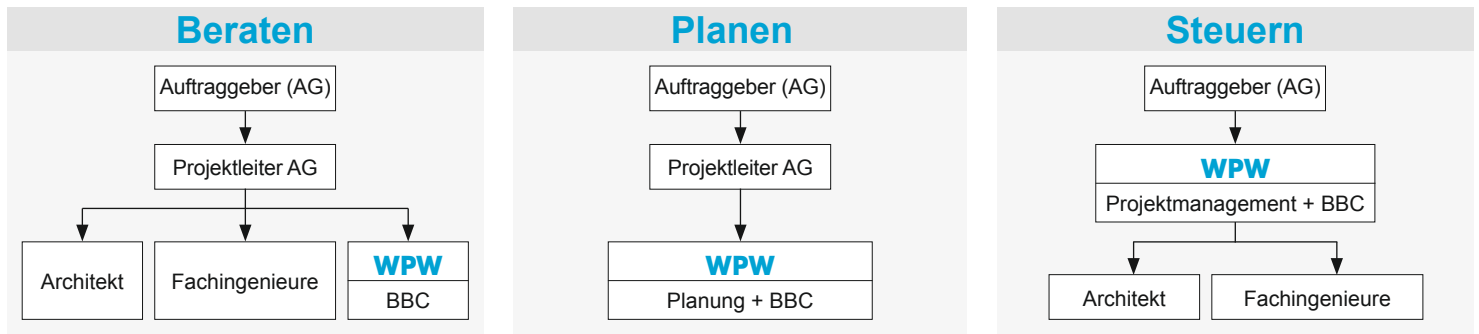 Beraten
Auftraggeber (AG)
Projektleiter AG
Architekt
Fachingenieure
WPW
BBC
Planen
Auftraggeber (AG)
Projektleiter AG
WPW
Planung + BBC
Steuern
Auftraggeber (AG)
WPW
Projektmanagement + BBC
Architekt
Fachingenieure